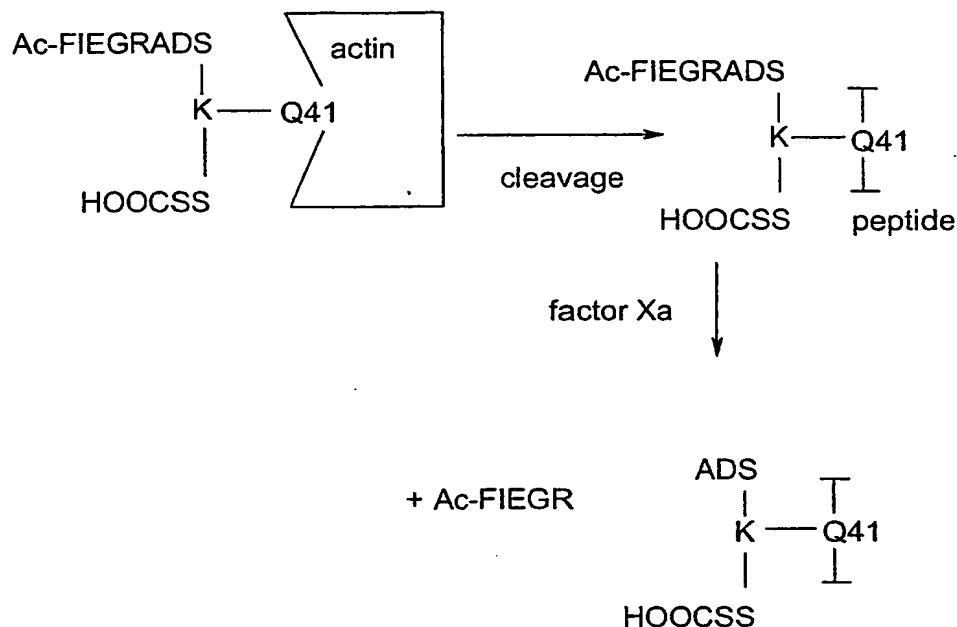 Ac-FIEGRADS
actin
K
Q41
HOOCSS
cleavage
Ac-FIEGRADS
K
Q41
HOOCSS
peptide
factor Xa
+ Ac-FIEGR
ADS
K
Q41
HOOCSS